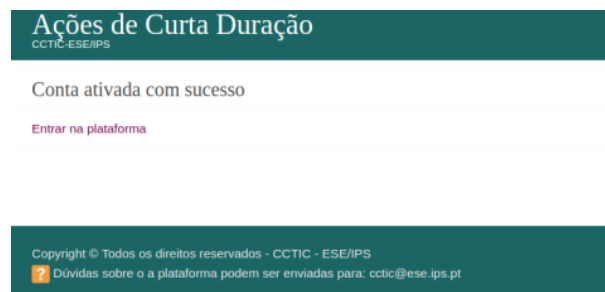 Ações de Curta Duração
CCTIC-ESE/IPS
Conta ativada com sucesso
Entrar na plataforma
Copyright © Todos os direitos reservados - CCTIC - ESE/IPS
? Dúvidas sobre o a plataforma podem ser enviadas para: cctic@ese.ips.pt